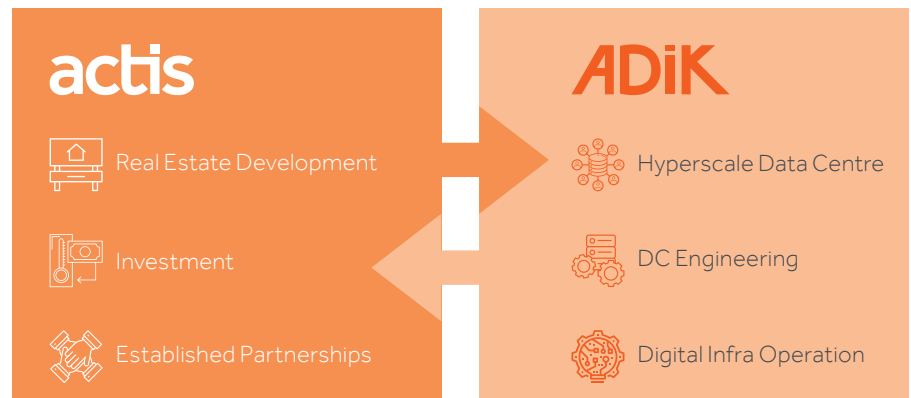 actis
Real Estate Development
Investment
Established Partnerships
ADiK
Hyperscale Data Centre
DC Engineering
Digital Infra Operation